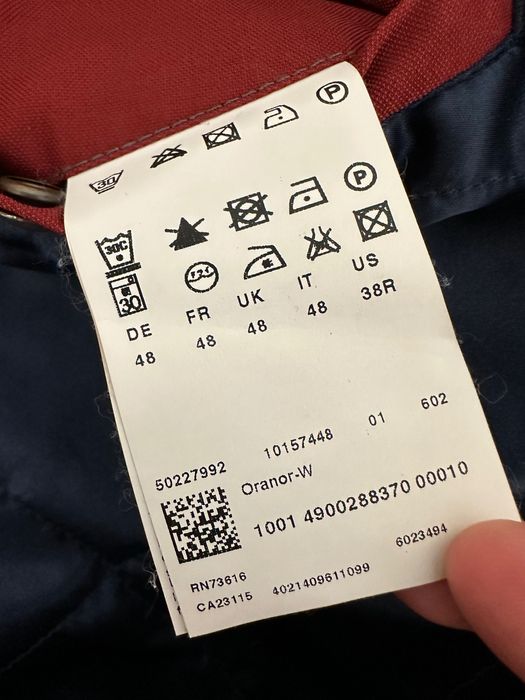 30
P
P
30C
30
DE FR UK IT US
48 48 48 48 38R
50227992 10157448 01 602
Oranor-W
1001 4900288370 00010
RN73616 6023494
CA23115 4021409611099